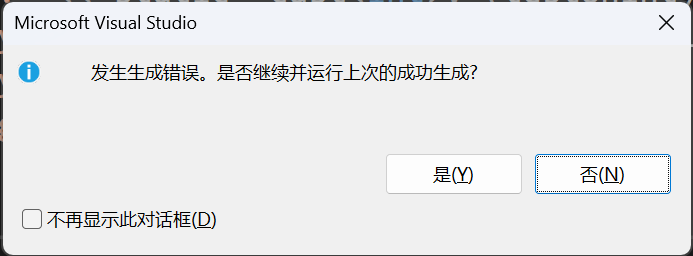 Microsoft Visual Studio
发生生成错误。是否继续并运行上次的成功生成?
是(Y)
否(N)
不再显示此对话框(D)